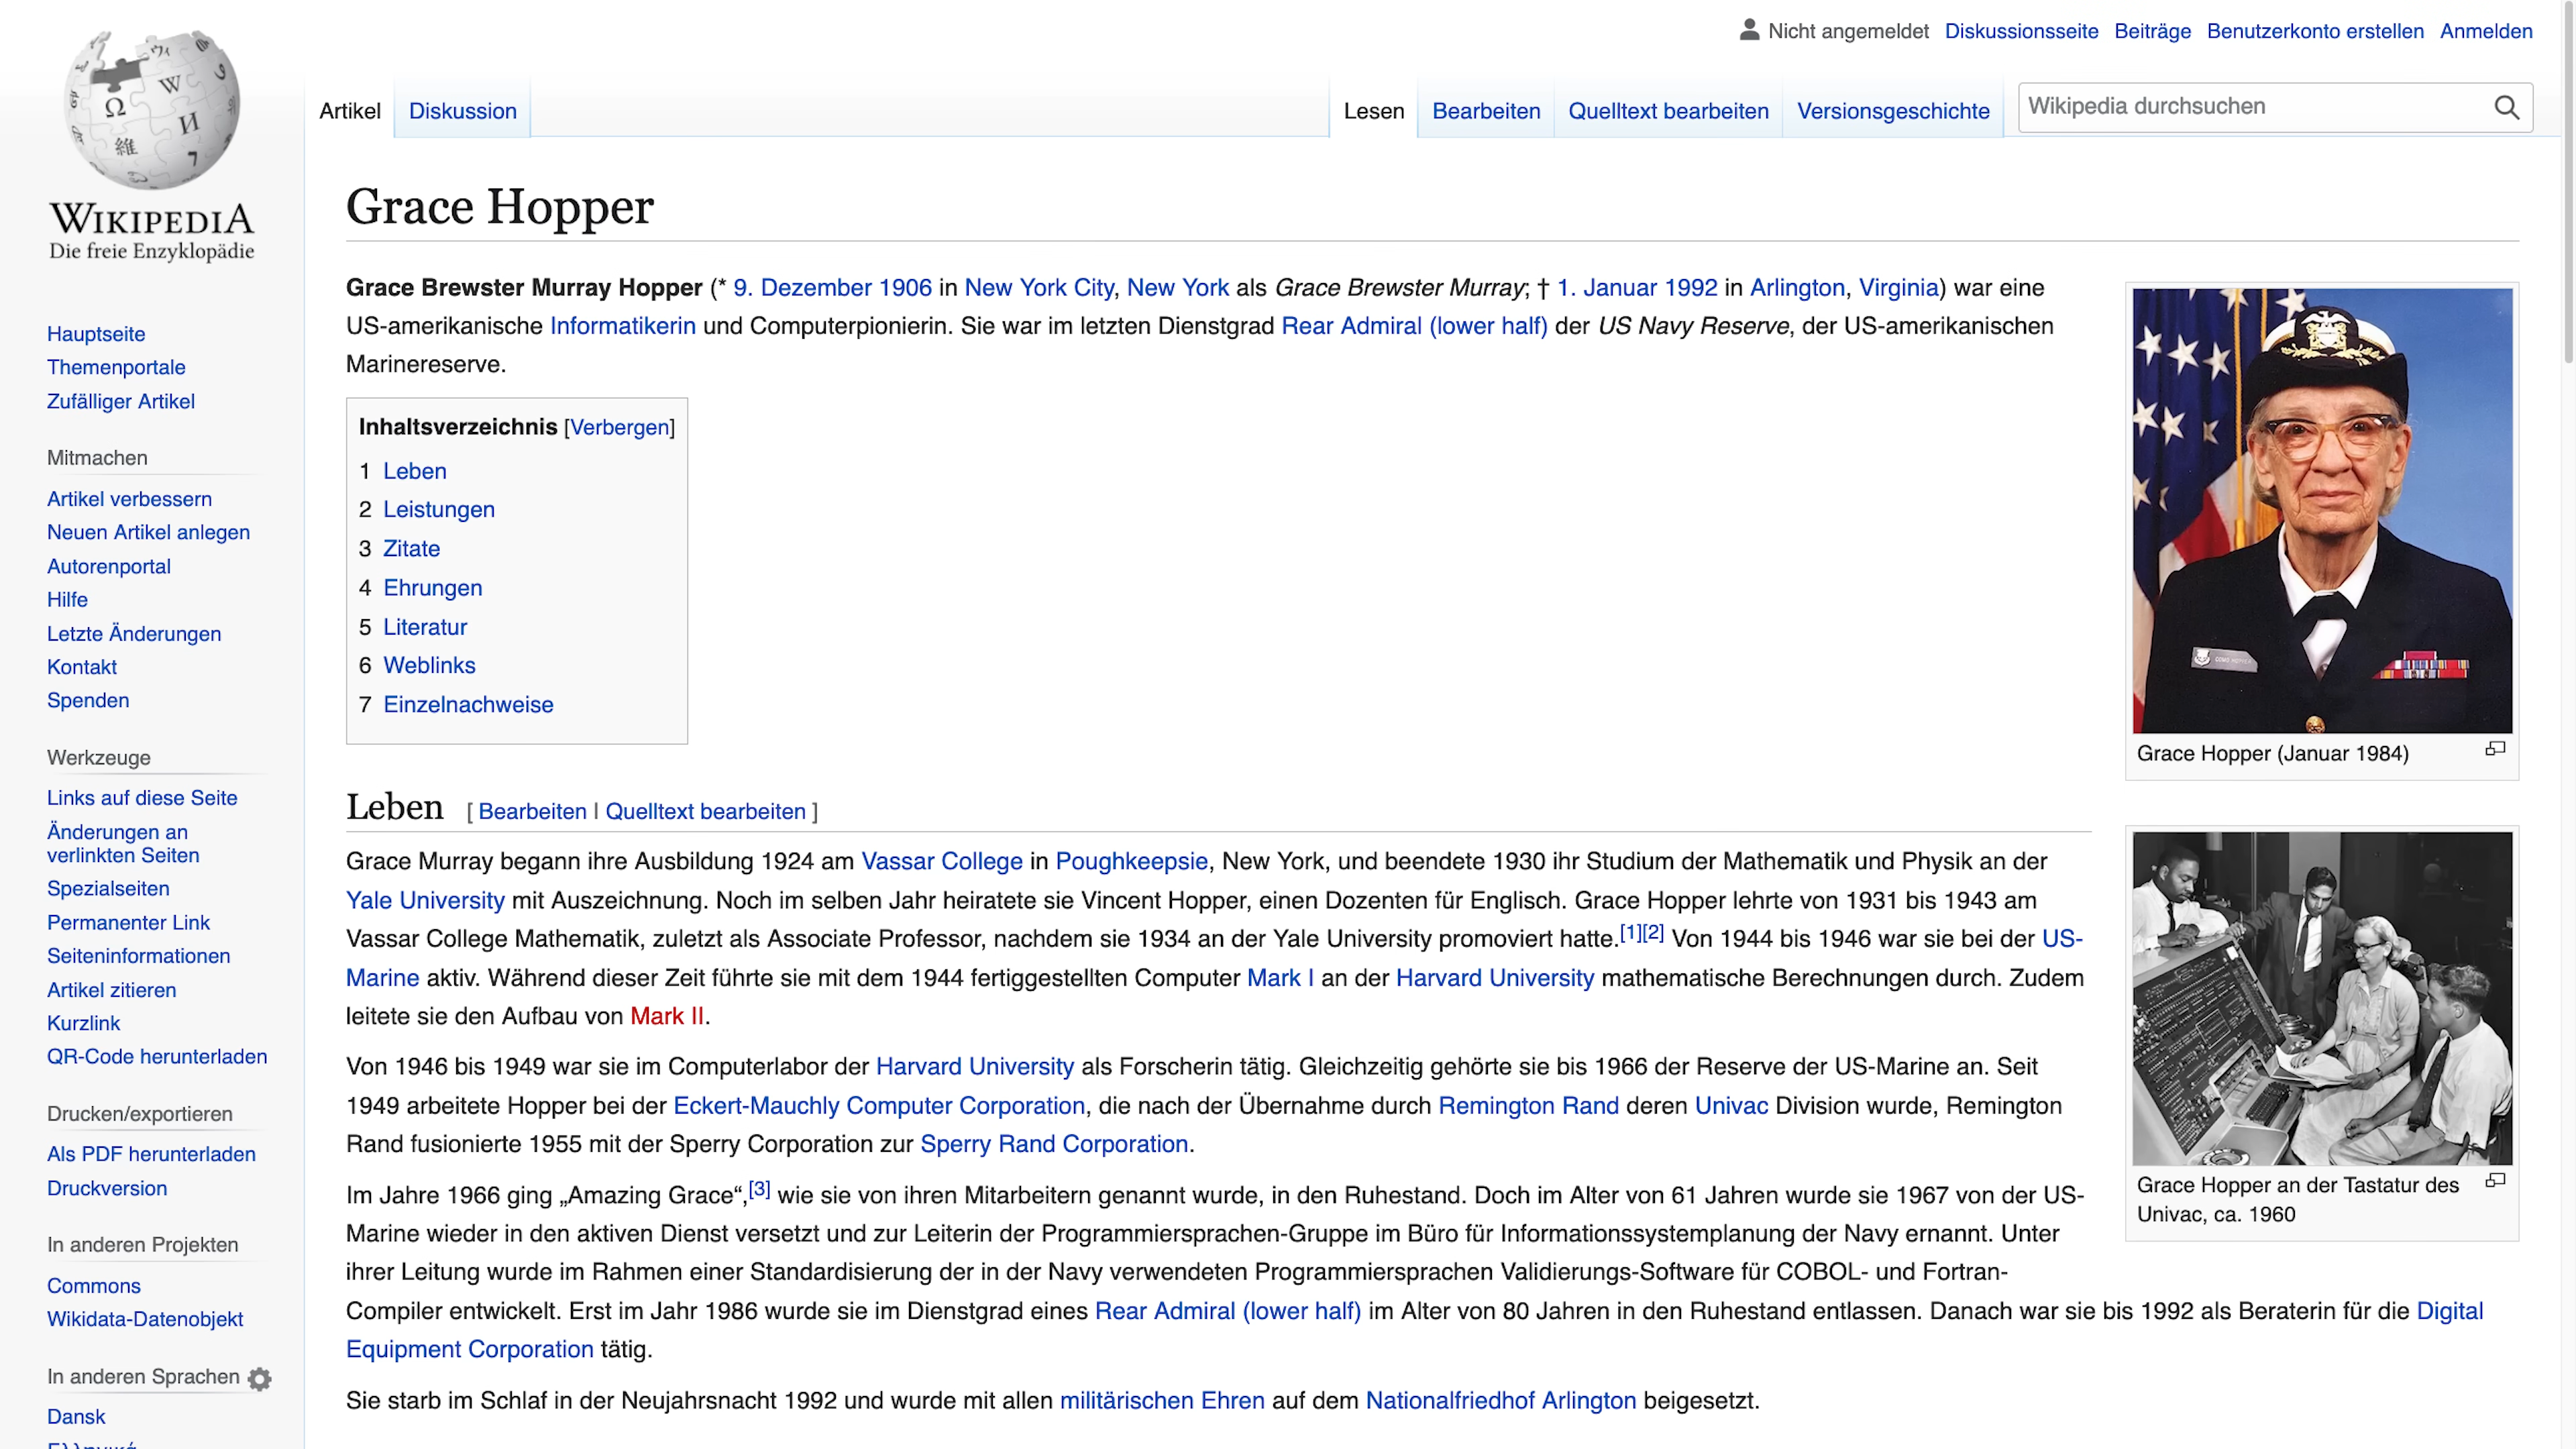 Nicht angemeldet Diskussionsseite Beiträge Benutzerkonto erstellen Anmelden
Artikel Diskussion Lesen Bearbeiten Quelltext bearbeiten Versionsgeschichte Wikipedia durchsuchen
WIKIPEDIA
Die freie Enzyklopädie
Hauptseite
Themenportale
Zufälliger Artikel
Mitmachen
Artikel verbessern
Neuen Artikel anlegen
Autorenportal
Hilfe
Letzte Änderungen
Kontakt
Spenden
Werkzeuge
Links auf diese Seite
Änderungen an
verlinkten Seiten
Spezialseiten
Permanenter Link
Seiteninformationen
Artikel zitieren
Kurzlink
QR-Code herunterladen
Drucken/exportieren
Als PDF herunterladen
Druckversion
In anderen Projekten
Commons
Wikidata-Datenobjekt
In anderen Sprachen
Dansk
Grace Hopper
Grace Brewster Murray Hopper (* 9. Dezember 1906 in New York City, New York als Grace Brewster Murray; † 1. Januar 1992 in Arlington, Virginia) war eine
US-amerikanische Informatikerin und Computerpionierin. Sie war im letzten Dienstgrad Rear Admiral (lower half) der US Navy Reserve, der US-amerikanischen
Marinereserve.
Inhaltsverzeichnis [Verbergen]
1 Leben
2 Leistungen
3 Zitate
4 Ehrungen
5 Literatur
6 Weblinks
7 Einzelnachweise
Grace Hopper (Januar 1984)
Leben [ Bearbeiten | Quelltext bearbeiten ]
Grace Murray begann ihre Ausbildung 1924 am Vassar College in Poughkeepsie, New York, und beendete 1930 ihr Studium der Mathematik und Physik an der
Yale University mit Auszeichnung. Noch im selben Jahr heiratete sie Vincent Hopper, einen Dozenten für Englisch. Grace Hopper lehrte von 1931 bis 1943 am
Vassar College Mathematik, zuletzt als Associate Professor, nachdem sie 1934 an der Yale University promoviert hatte.[1][2] Von 1944 bis 1946 war sie bei der US-
Marine aktiv. Während dieser Zeit führte sie mit dem 1944 fertiggestellten Computer Mark I an der Harvard University mathematische Berechnungen durch. Zudem
leitete sie den Aufbau von Mark II.
Von 1946 bis 1949 war sie im Computerlabor der Harvard University als Forscherin tätig. Gleichzeitig gehörte sie bis 1966 der Reserve der US-Marine an. Seit
1949 arbeitete Hopper bei der Eckert-Mauchly Computer Corporation, die nach der Übernahme durch Remington Rand deren Univac Division wurde, Remington
Rand fusionierte 1955 mit der Sperry Corporation zur Sperry Rand Corporation.
Grace Hopper an der Tastatur des
Univac, ca. 1960
Im Jahre 1966 ging „Amazing Grace“,[3] wie sie von ihren Mitarbeitern genannt wurde, in den Ruhestand. Doch im Alter von 61 Jahren wurde sie 1967 von der US-
Marine wieder in den aktiven Dienst versetzt und zur Leiterin der Programmiersprachen-Gruppe im Büro für Informationssystemplanung der Navy ernannt. Unter
ihrer Leitung wurde im Rahmen einer Standardisierung der in der Navy verwendeten Programmiersprachen Validierungs-Software für COBOL- und Fortran-
Compiler entwickelt. Erst im Jahr 1986 wurde sie im Dienstgrad eines Rear Admiral (lower half) im Alter von 80 Jahren in den Ruhestand entlassen. Danach war sie bis 1992 als Beraterin für die Digital
Equipment Corporation tätig.
Sie starb im Schlaf in der Neujahrsnacht 1992 und wurde mit allen militärischen Ehren auf dem Nationalfriedhof Arlington beigesetzt.